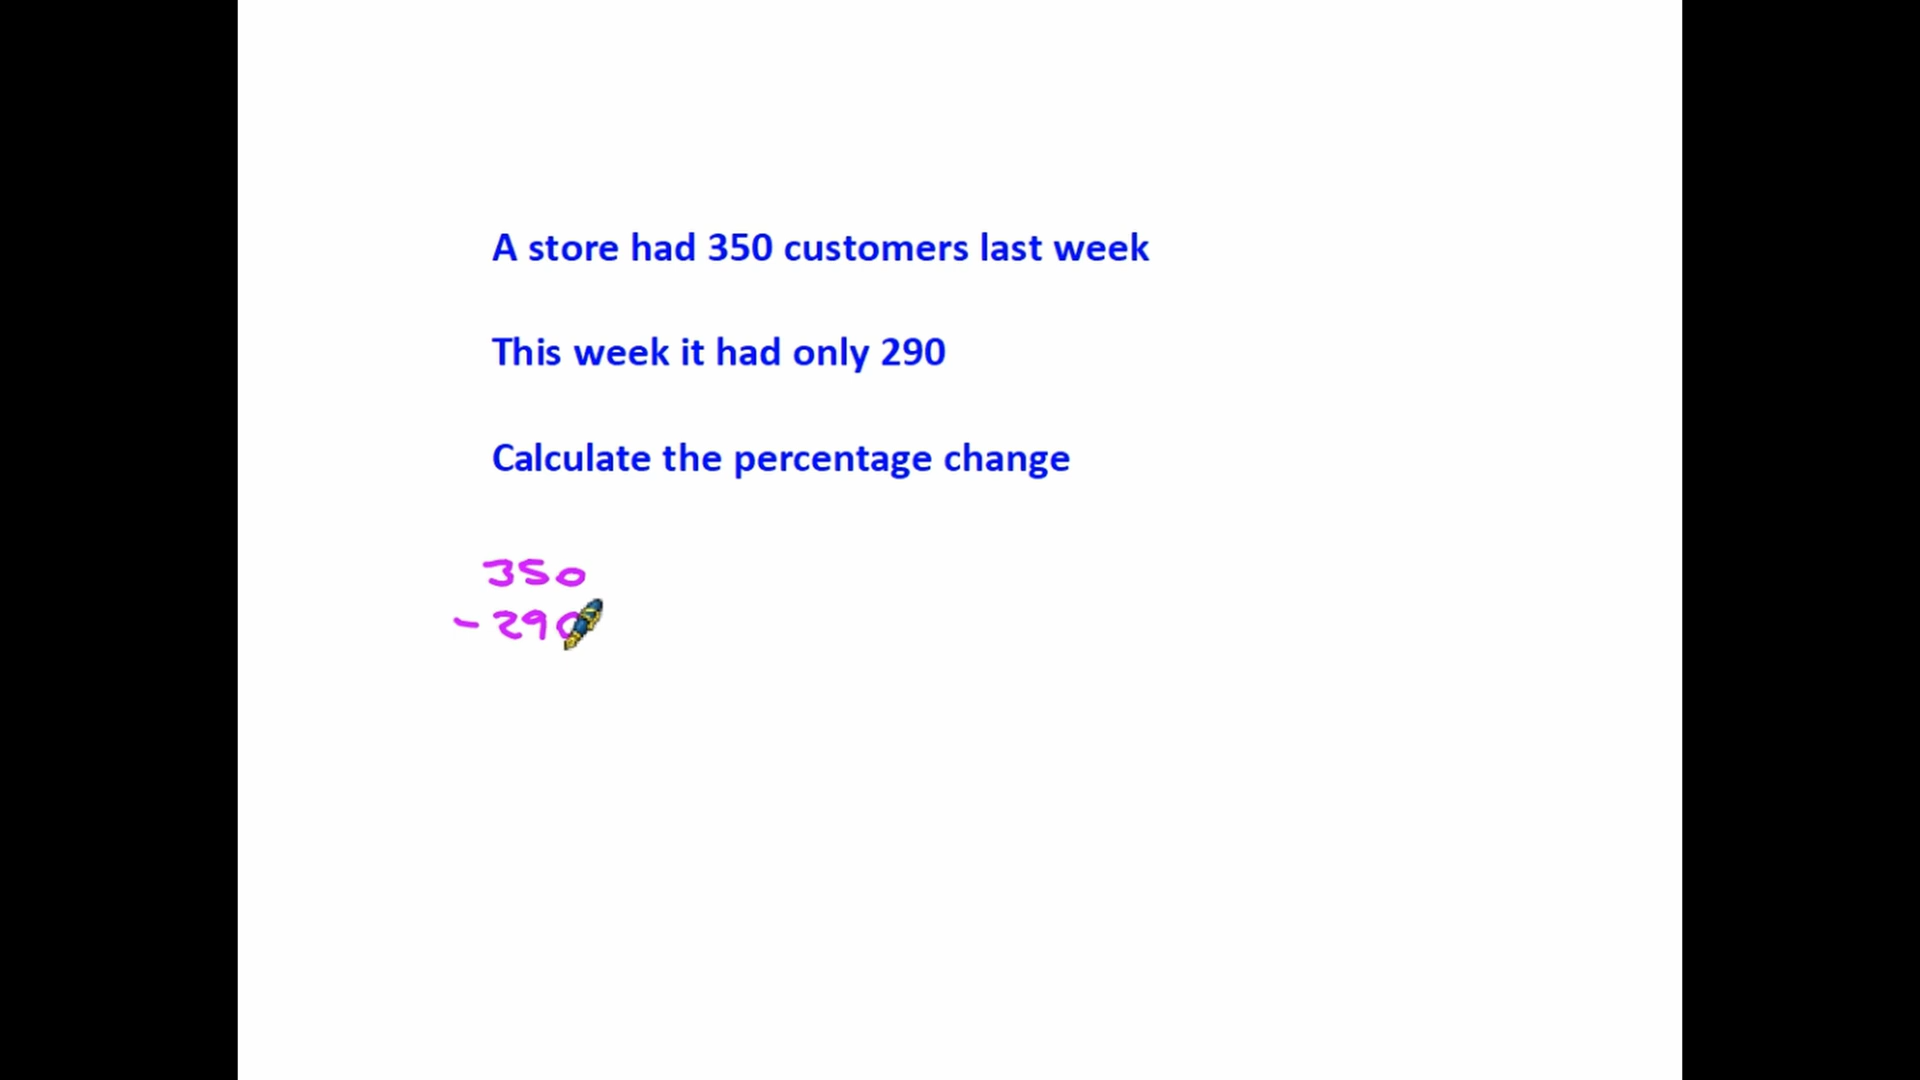 A store had 350 customers last week
This week it had only 290
Calculate the percentage change
350
- 290